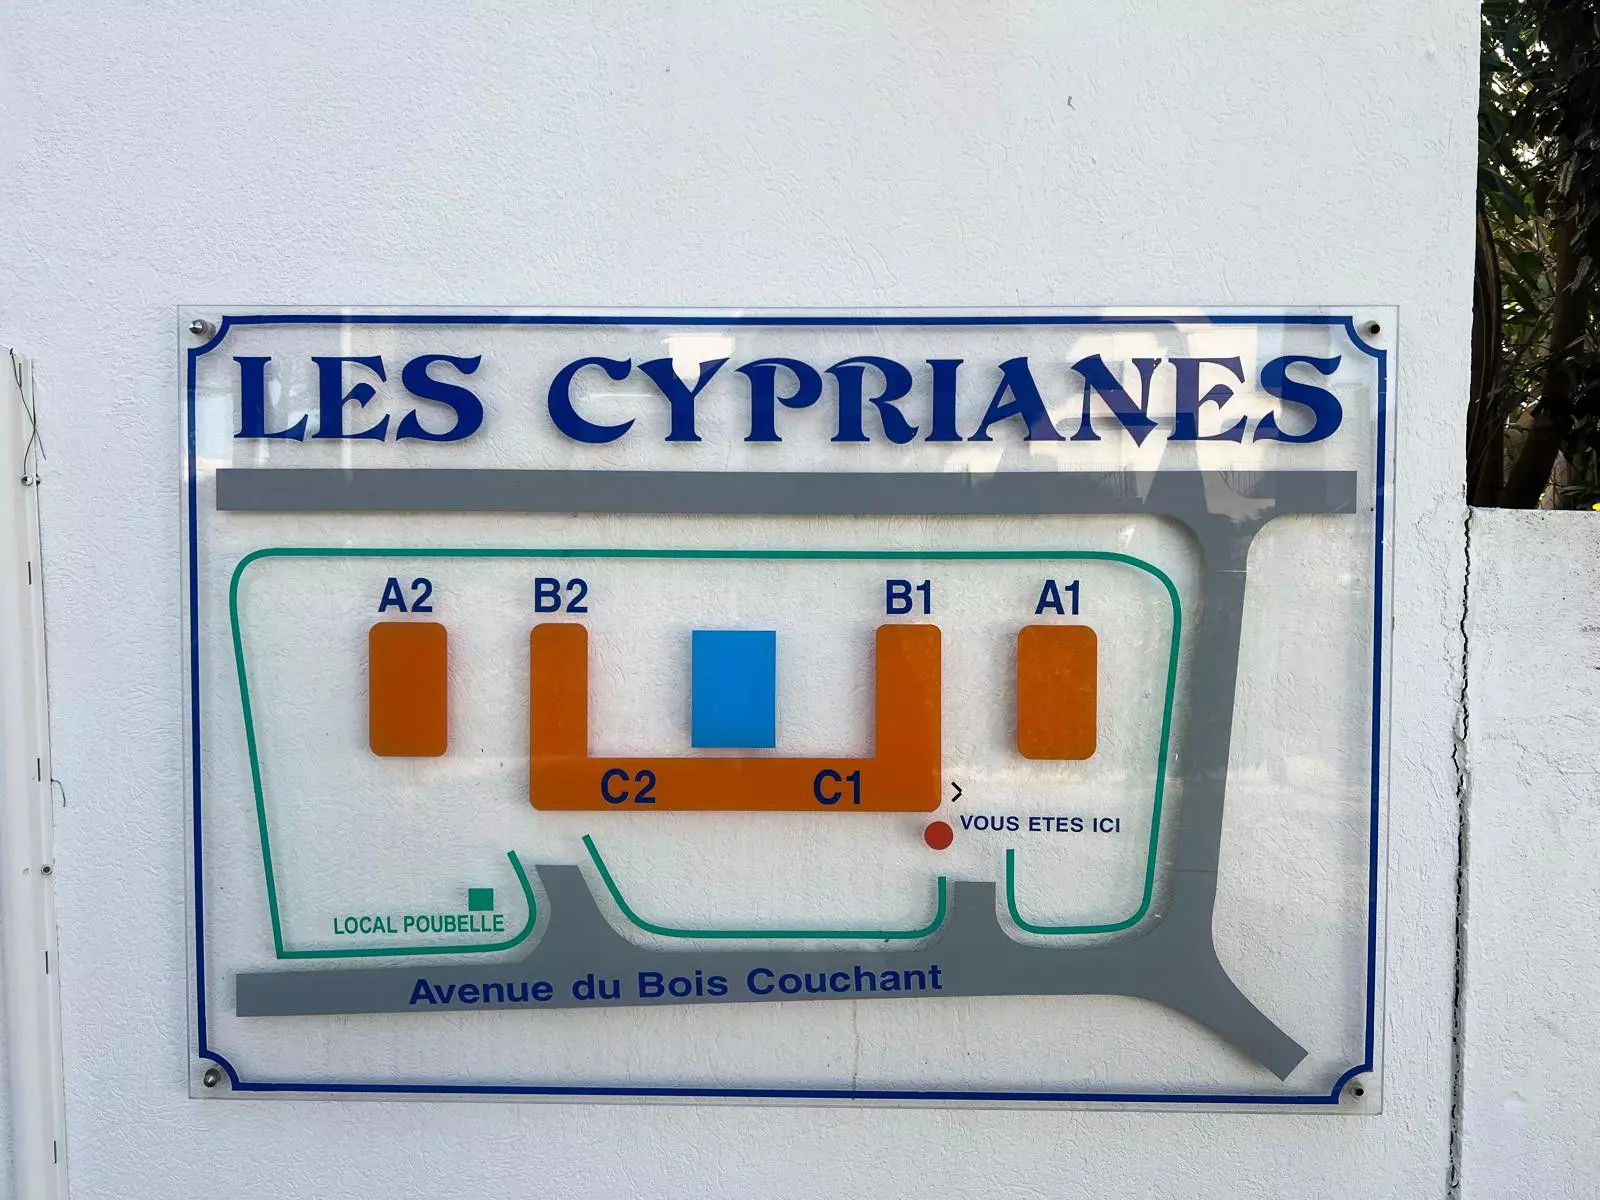 LES CYPRIANES
A2
B2
B1
A1
C2
C1
VOUS ETES ICI
LOCAL POUBELLE
Avenue du Bois Couchant